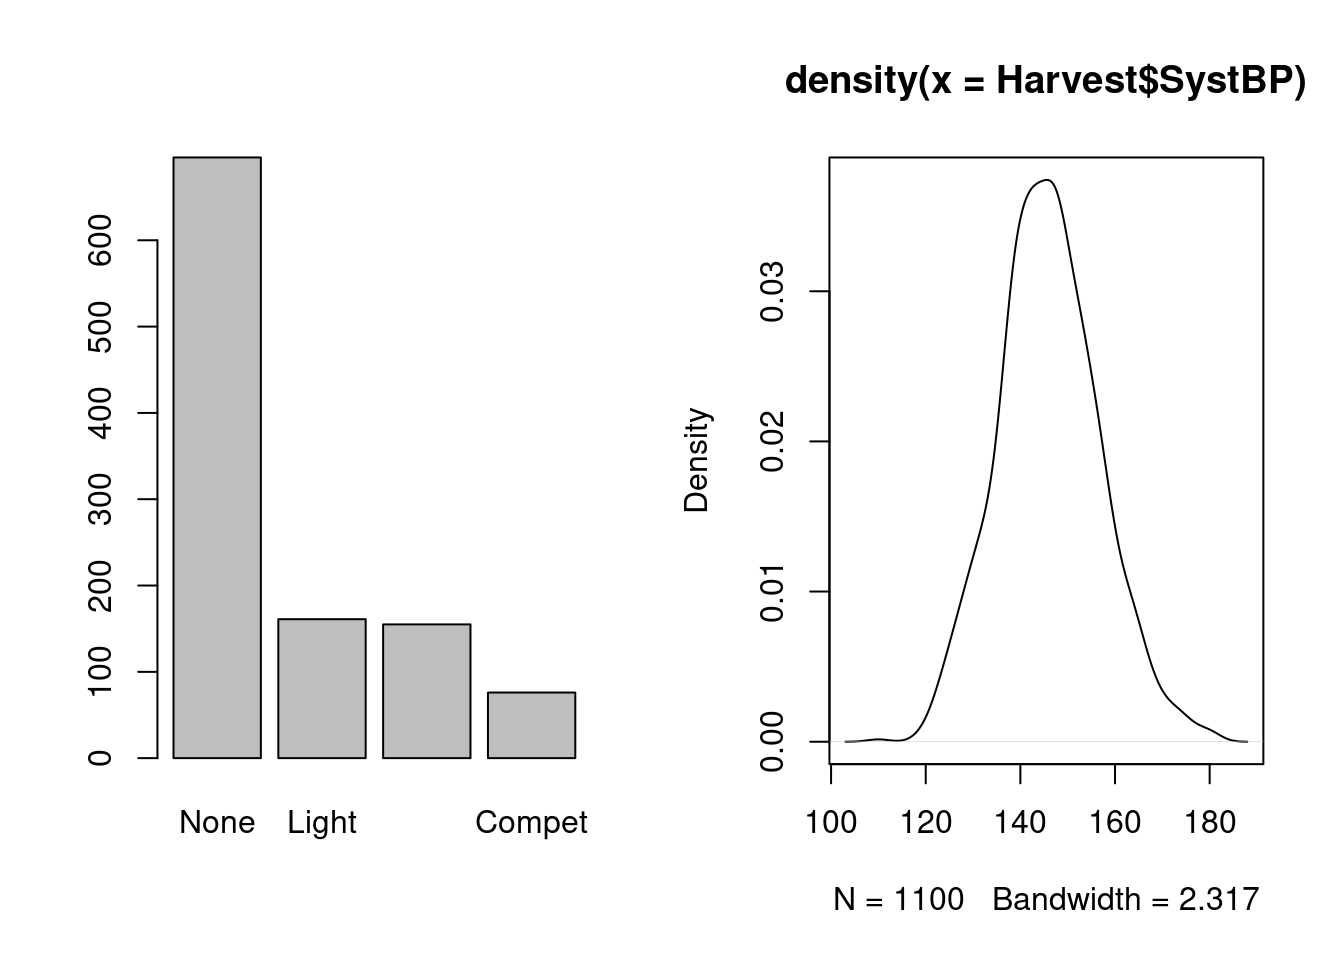 0
100
200
300
400
500
600
None Light Compet
density(x = Harvest$SystBP)
Density
0.00
0.01
0.02
0.03
100 120 140 160 180
N = 1100 Bandwidth = 2.317